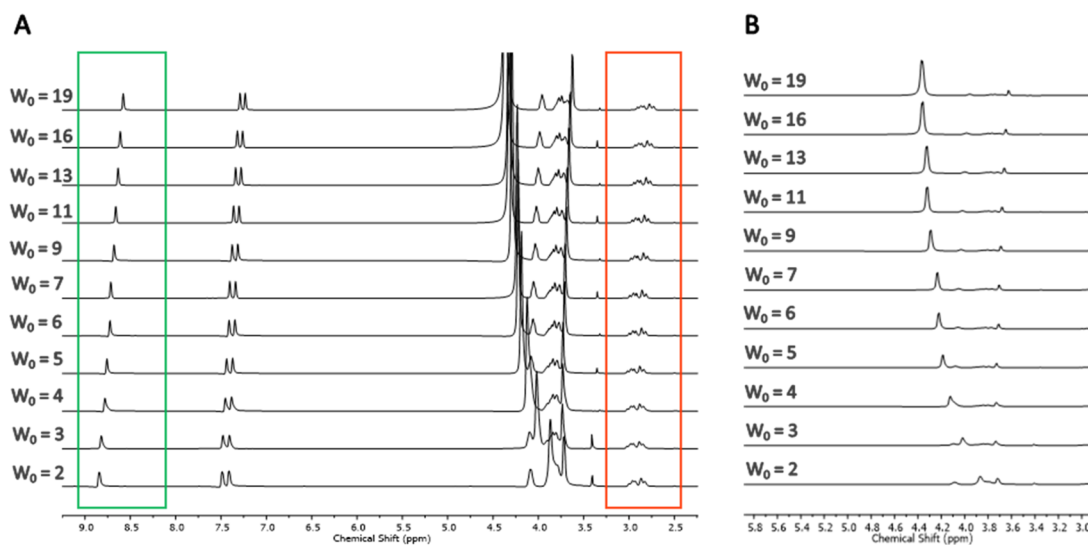 A
W₀ = 19
W₀ = 16
W₀ = 13
W₀ = 11
W₀ = 9
W₀ = 7
W₀ = 6
W₀ = 5
W₀ = 4
W₀ = 3
W₀ = 2
9.0 8.5 8.0 7.5 7.0 6.5 6.0 5.5 5.0 4.5 4.0 3.5 3.0 2.5
Chemical Shift (ppm)
B
W₀ = 19
W₀ = 16
W₀ = 13
W₀ = 11
W₀ = 9
W₀ = 7
W₀ = 6
W₀ = 5
W₀ = 4
W₀ = 3
W₀ = 2
5.8 5.6 5.4 5.2 5.0 4.8 4.6 4.4 4.2 4.0 3.8 3.6 3.4 3.2 3.0
Chemical Shift (ppm)